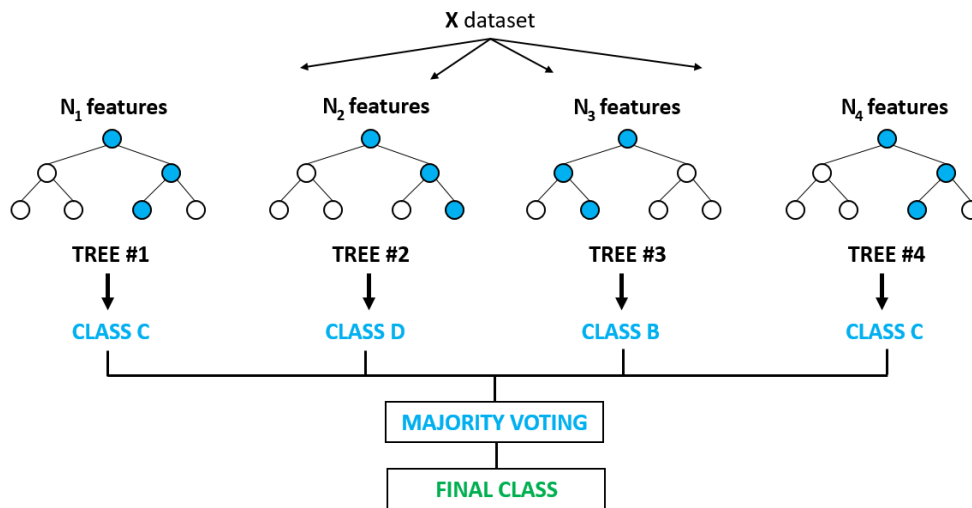 X dataset
N₁ features
N₂ features
N₃ features
N₄ features
TREE #1
TREE #2
TREE #3
TREE #4
CLASS C
CLASS D
CLASS B
CLASS C
MAJORITY VOTING
FINAL CLASS